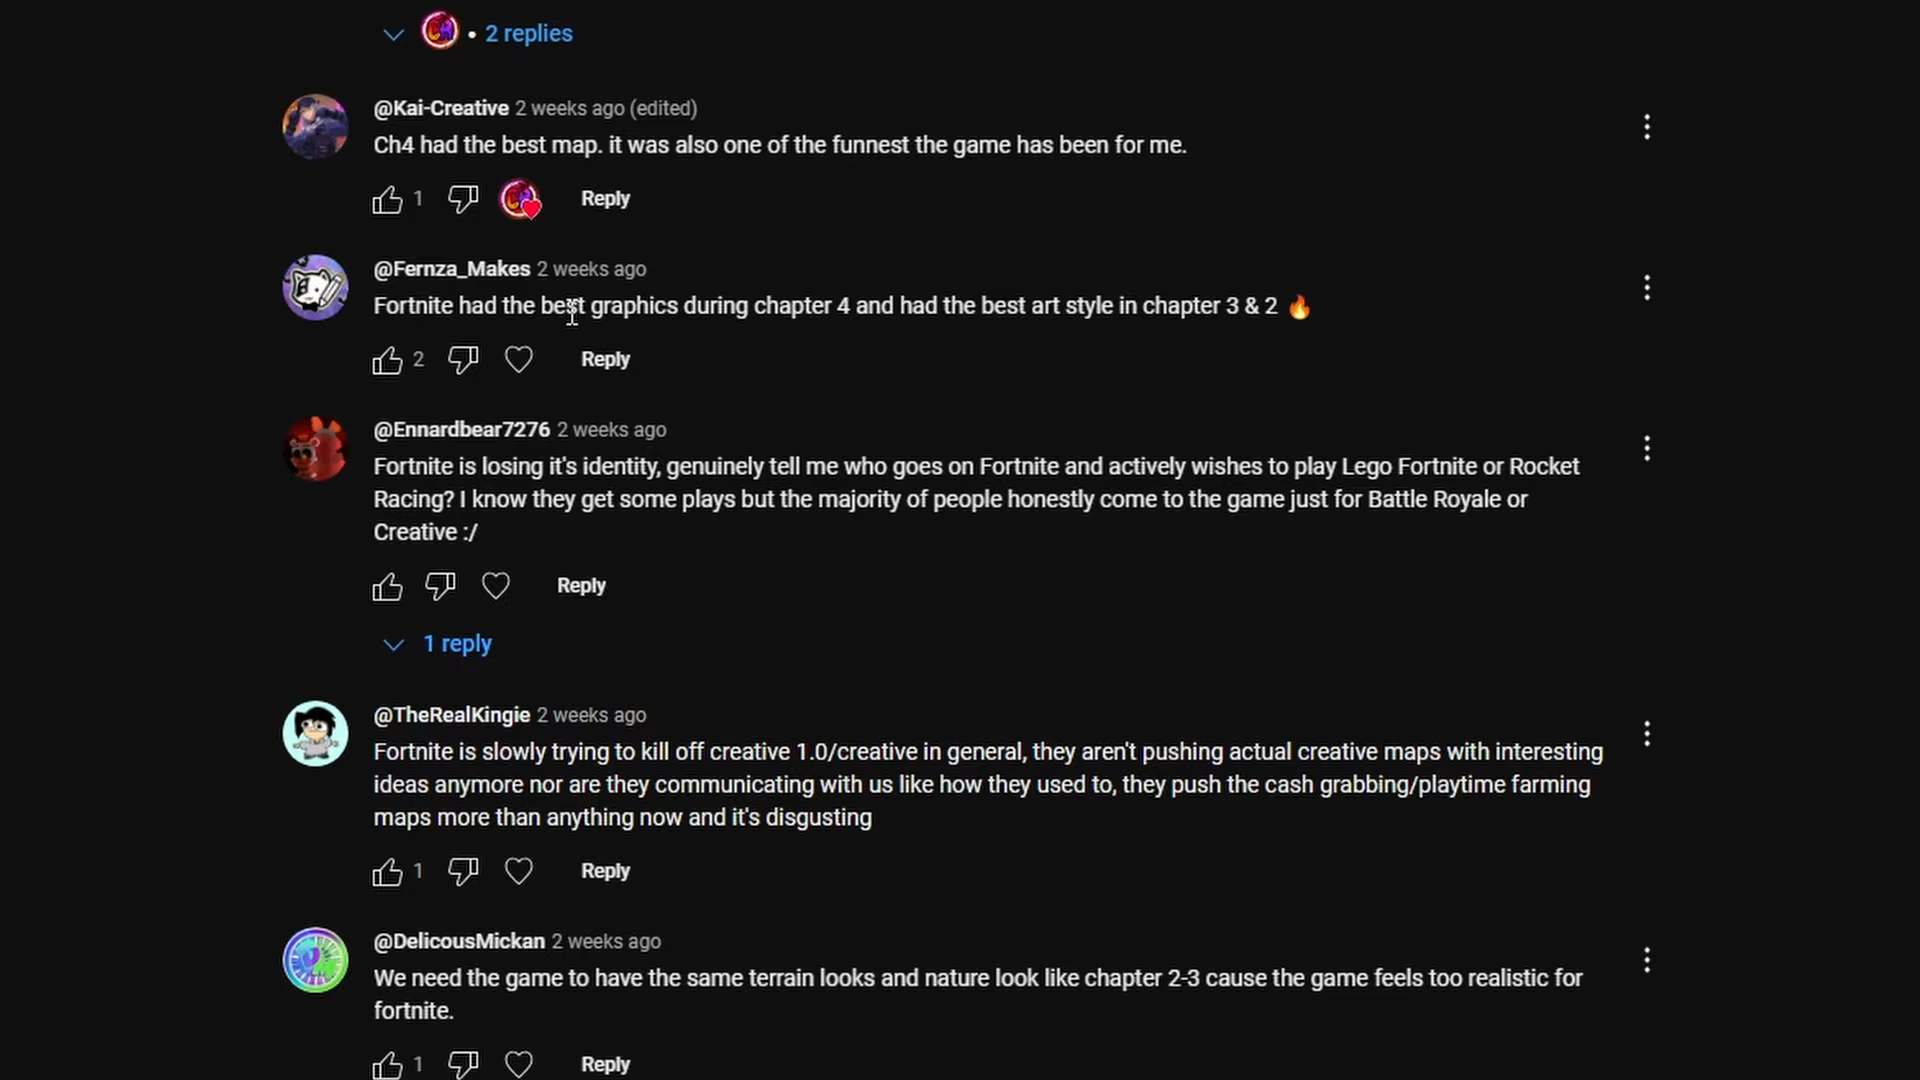 • 2 replies
@Kai-Creative 2 weeks ago (edited)
Ch4 had the best map. it was also one of the funnest the game has been for me.
1 Reply
@Fernza_Makes 2 weeks ago
Fortnite had the best graphics during chapter 4 and had the best art style in chapter 3 & 2 🔥
2 Reply
@Ennardbear7276 2 weeks ago
Fortnite is losing it's identity, genuinely tell me who goes on Fortnite and actively wishes to play Lego Fortnite or Rocket
Racing? I know they get some plays but the majority of people honestly come to the game just for Battle Royale or
Creative :/
Reply
1 reply
@TheRealKingie 2 weeks ago
Fortnite is slowly trying to kill off creative 1.0/creative in general, they aren't pushing actual creative maps with interesting
ideas anymore nor are they communicating with us like how they used to, they push the cash grabbing/playtime farming
maps more than anything now and it's disgusting
1 Reply
@DelicousMickan 2 weeks ago
We need the game to have the same terrain looks and nature look like chapter 2-3 cause the game feels too realistic for
fortnite.
1 Reply